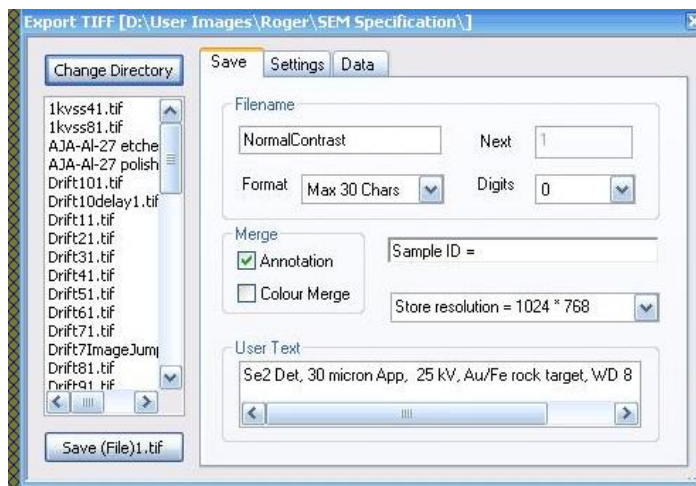 Export TIFF [D:\User Images\Roger\SEM Specification\]
Change Directory
1kvss41.tif
1kvss81.tif
AJA-Al-27 etche
AJA-Al-27 polish
Drift101.tif
Drift10delay1.tif
Drift11.tif
Drift21.tif
Drift31.tif
Drift41.tif
Drift51.tif
Drift61.tif
Drift71.tif
Drift7ImageJump
Drift81.tif
Drift91.tif
Save (File)1.tif
Save Settings Data
Filename
NormalContrast Next 1
Format Max 30 Chars Digits 0
Merge
Annotation
Colour Merge
Sample ID =
Store resolution = 1024 * 768
User Text
Se2 Det, 30 micron App, 25 kV, Au/Fe rock target, WD 8